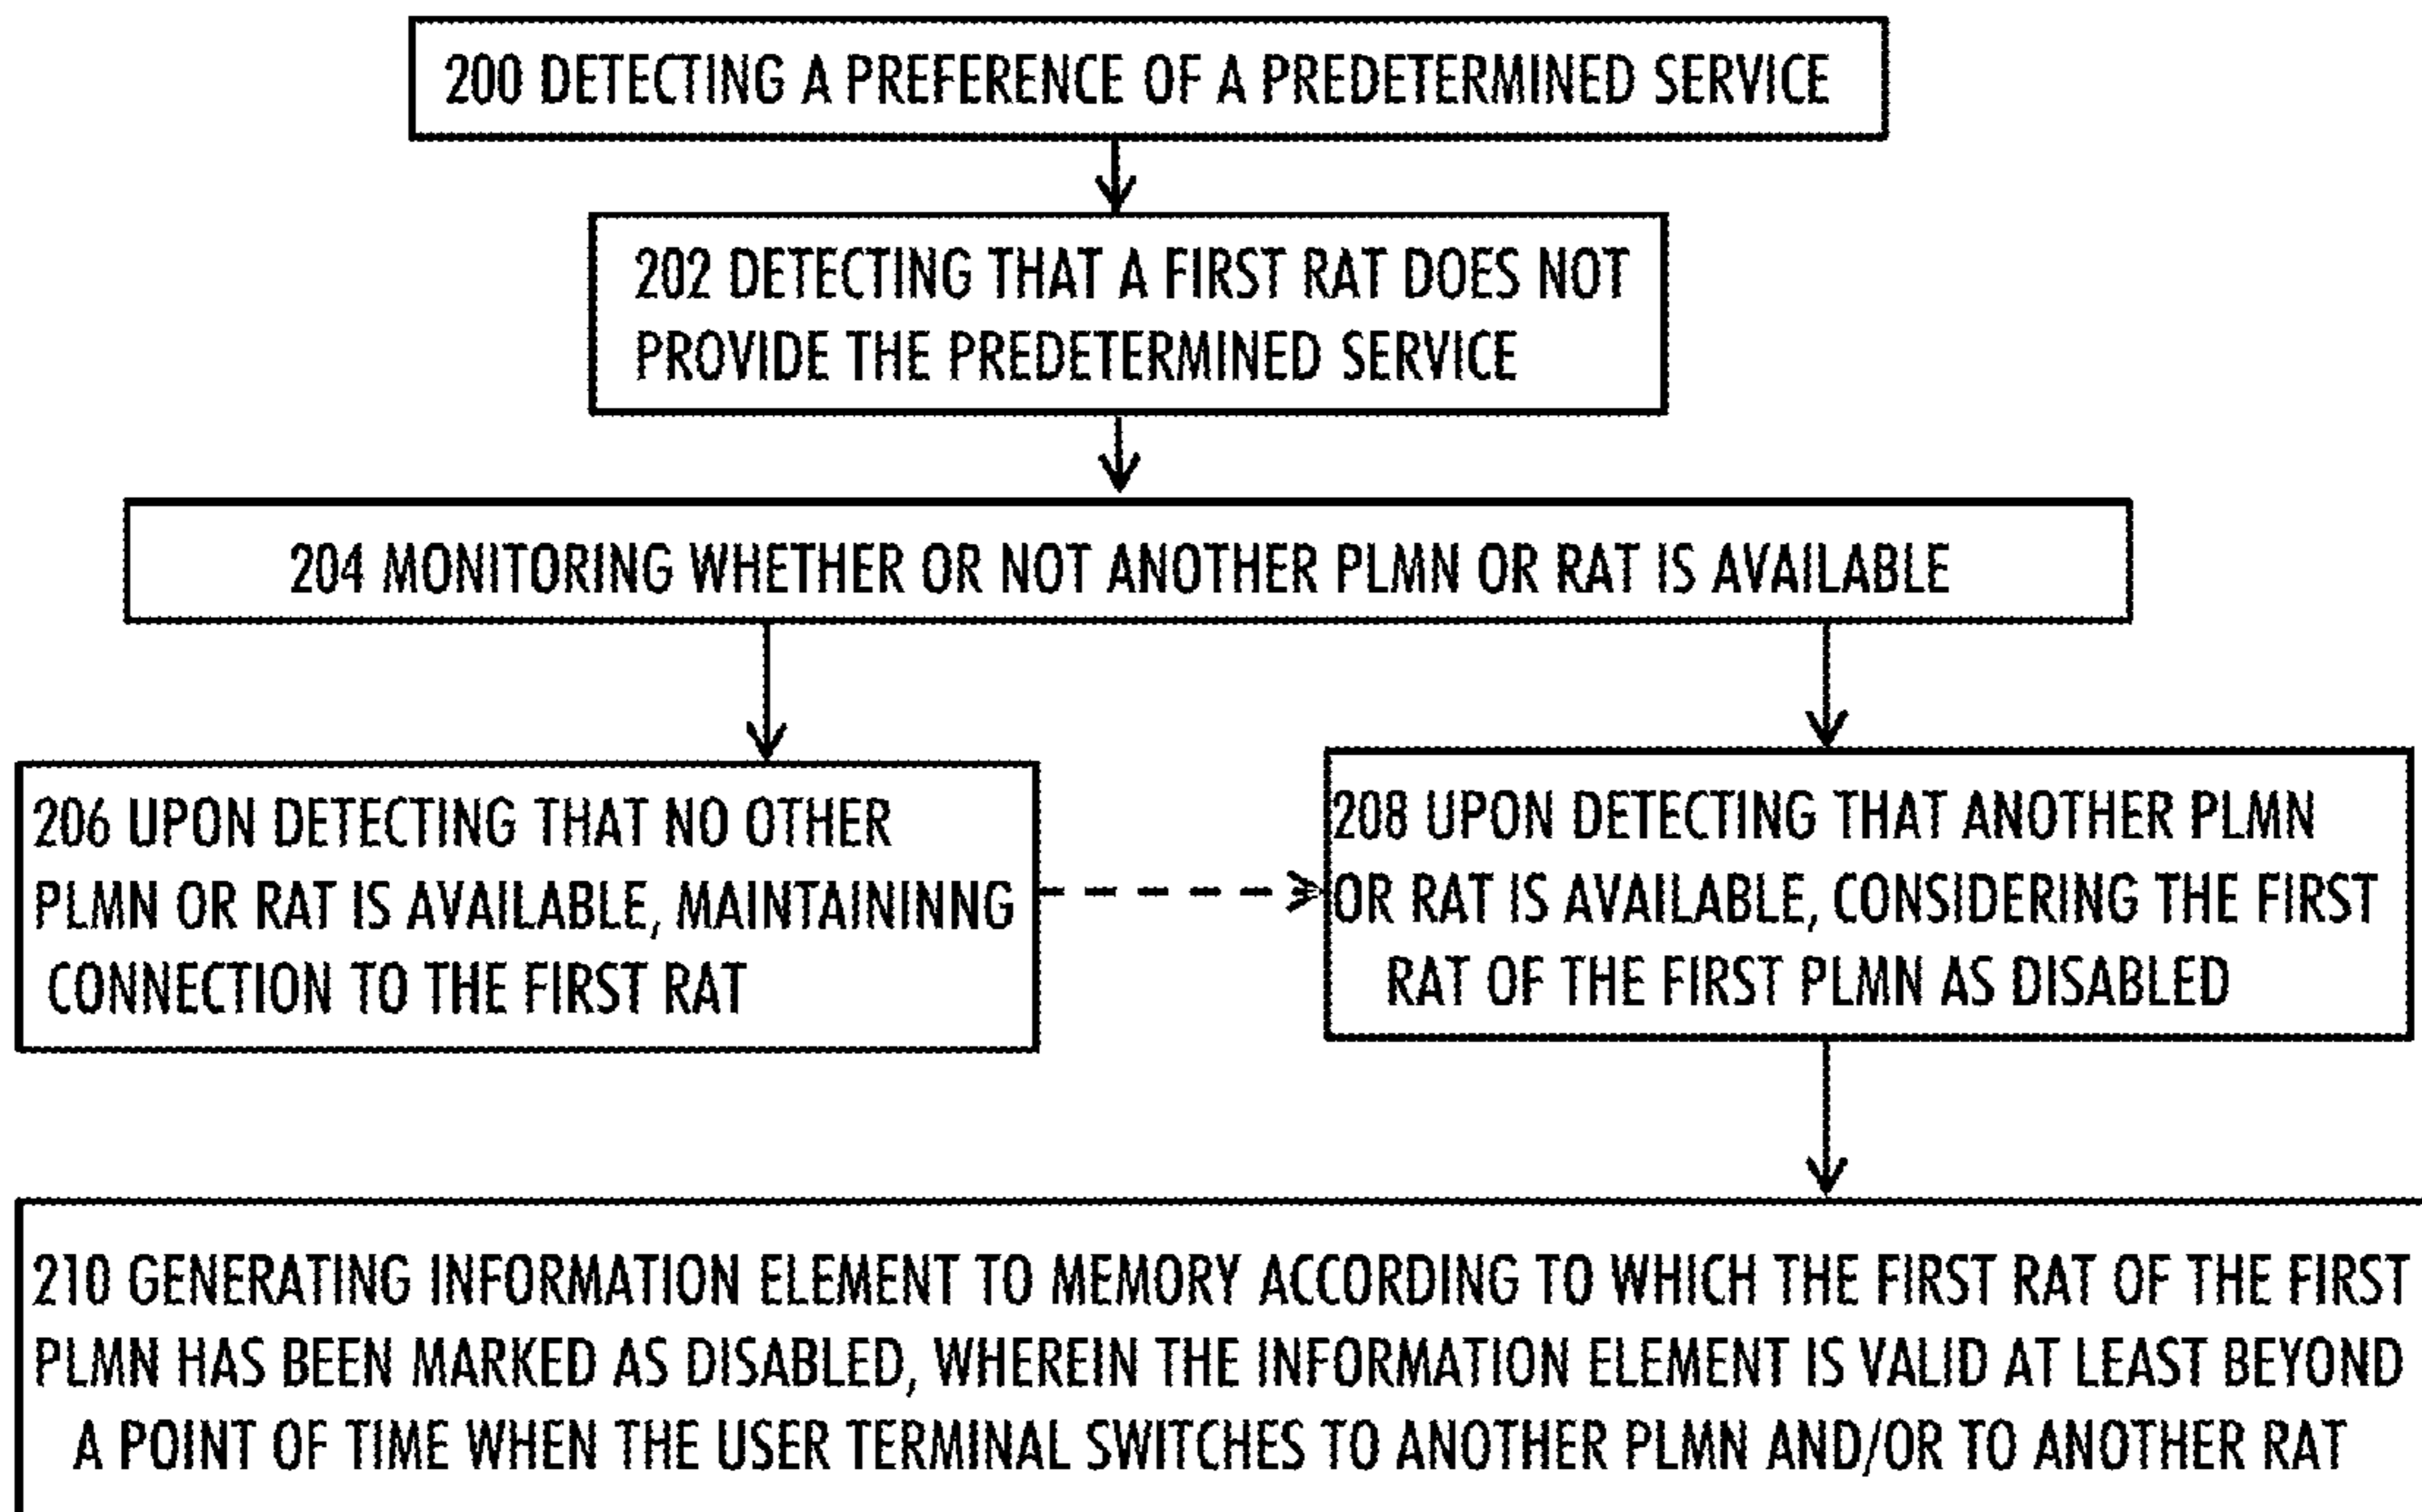 200 DETECTING A PREFERENCE OF A PREDETERMINED SERVICE
202 DETECTING THAT A FIRST RAT DOES NOT
PROVIDE THE PREDETERMINED SERVICE
204 MONITORING WHETHER OR NOT ANOTHER PLMN OR RAT IS AVAILABLE
206 UPON DETECTING THAT NO OTHER
PLMN OR RAT IS AVAILABLE, MAINTAININNG
CONNECTION TO THE FIRST RAT
208 UPON DETECTING THAT ANOTHER PLMN
OR RAT IS AVAILABLE, CONSIDERING THE FIRST
RAT OF THE FIRST PLMN AS DISABLED
210 GENERATING INFORMATION ELEMENT TO MEMORY ACCORDING TO WHICH THE FIRST RAT OF THE FIRST
PLMN HAS BEEN MARKED AS DISABLED, WHEREIN THE INFORMATION ELEMENT IS VALID AT LEAST BEYOND
A POINT OF TIME WHEN THE USER TERMINAL SWITCHES TO ANOTHER PLMN AND/OR TO ANOTHER RAT